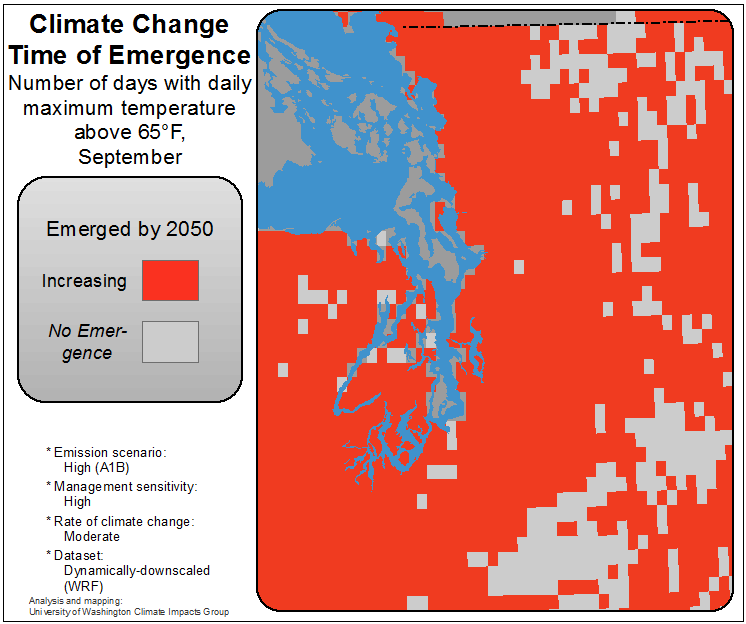 Climate Change
Time of Emergence
Number of days with daily
maximum temperature
above 65°F,
September
Emerged by 2050
Increasing
No Emer-
gence
* Emission scenario:
High (A1B)
* Management sensitivity:
High
* Rate of climate change:
Moderate
* Dataset:
Dynamically-downscaled
(WRF)
Analysis and mapping:
University of Washington Climate Impacts Group